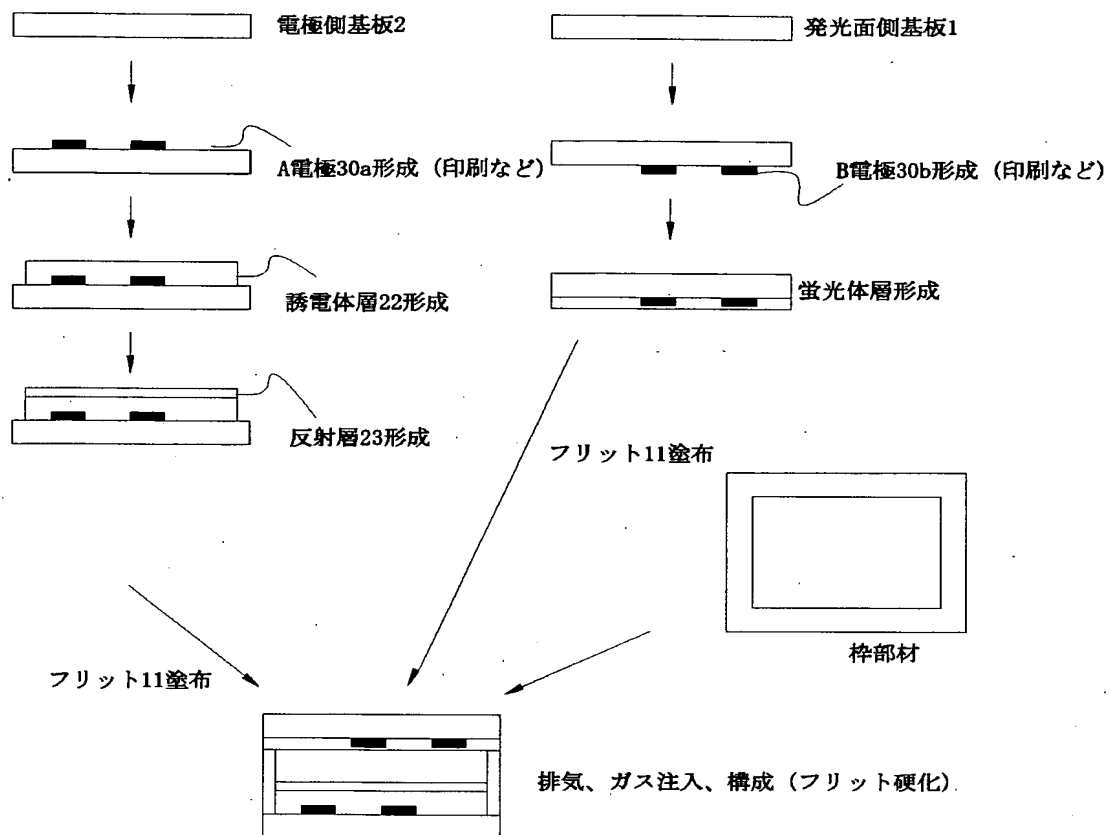 電極側基板2
発光面側基板1
A電極30a形成 (印刷など)
B電極30b形成 (印刷など)
誘電体層22形成
蛍光体層形成
反射層23形成
フリット11塗布
枠部材
フリット11塗布
排気、ガス注入、構成 (フリット硬化)